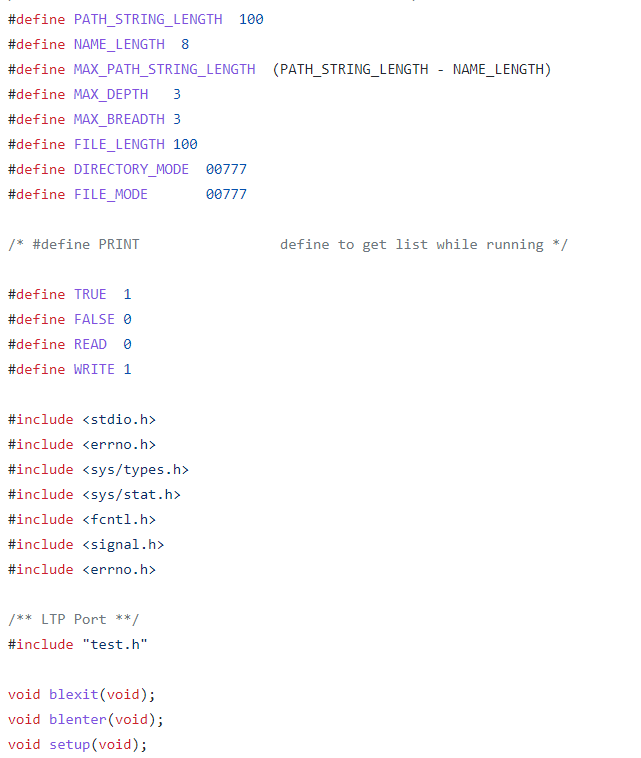 #define PATH_STRING_LENGTH  100
#define NAME_LENGTH  8
#define MAX_PATH_STRING_LENGTH  (PATH_STRING_LENGTH - NAME_LENGTH)
#define MAX_DEPTH   3
#define MAX_BREADTH 3
#define FILE_LENGTH 100
#define DIRECTORY_MODE  00777
#define FILE_MODE       00777
/* #define PRINT                 define to get list while running */
#define TRUE  1
#define FALSE 0
#define READ  0
#define WRITE 1
#include <stdio.h>
#include <errno.h>
#include <sys/types.h>
#include <sys/stat.h>
#include <fcntl.h>
#include <signal.h>
#include <errno.h>
/** LTP Port **/
#include "test.h"
void blexit(void);
void blenter(void);
void setup(void);